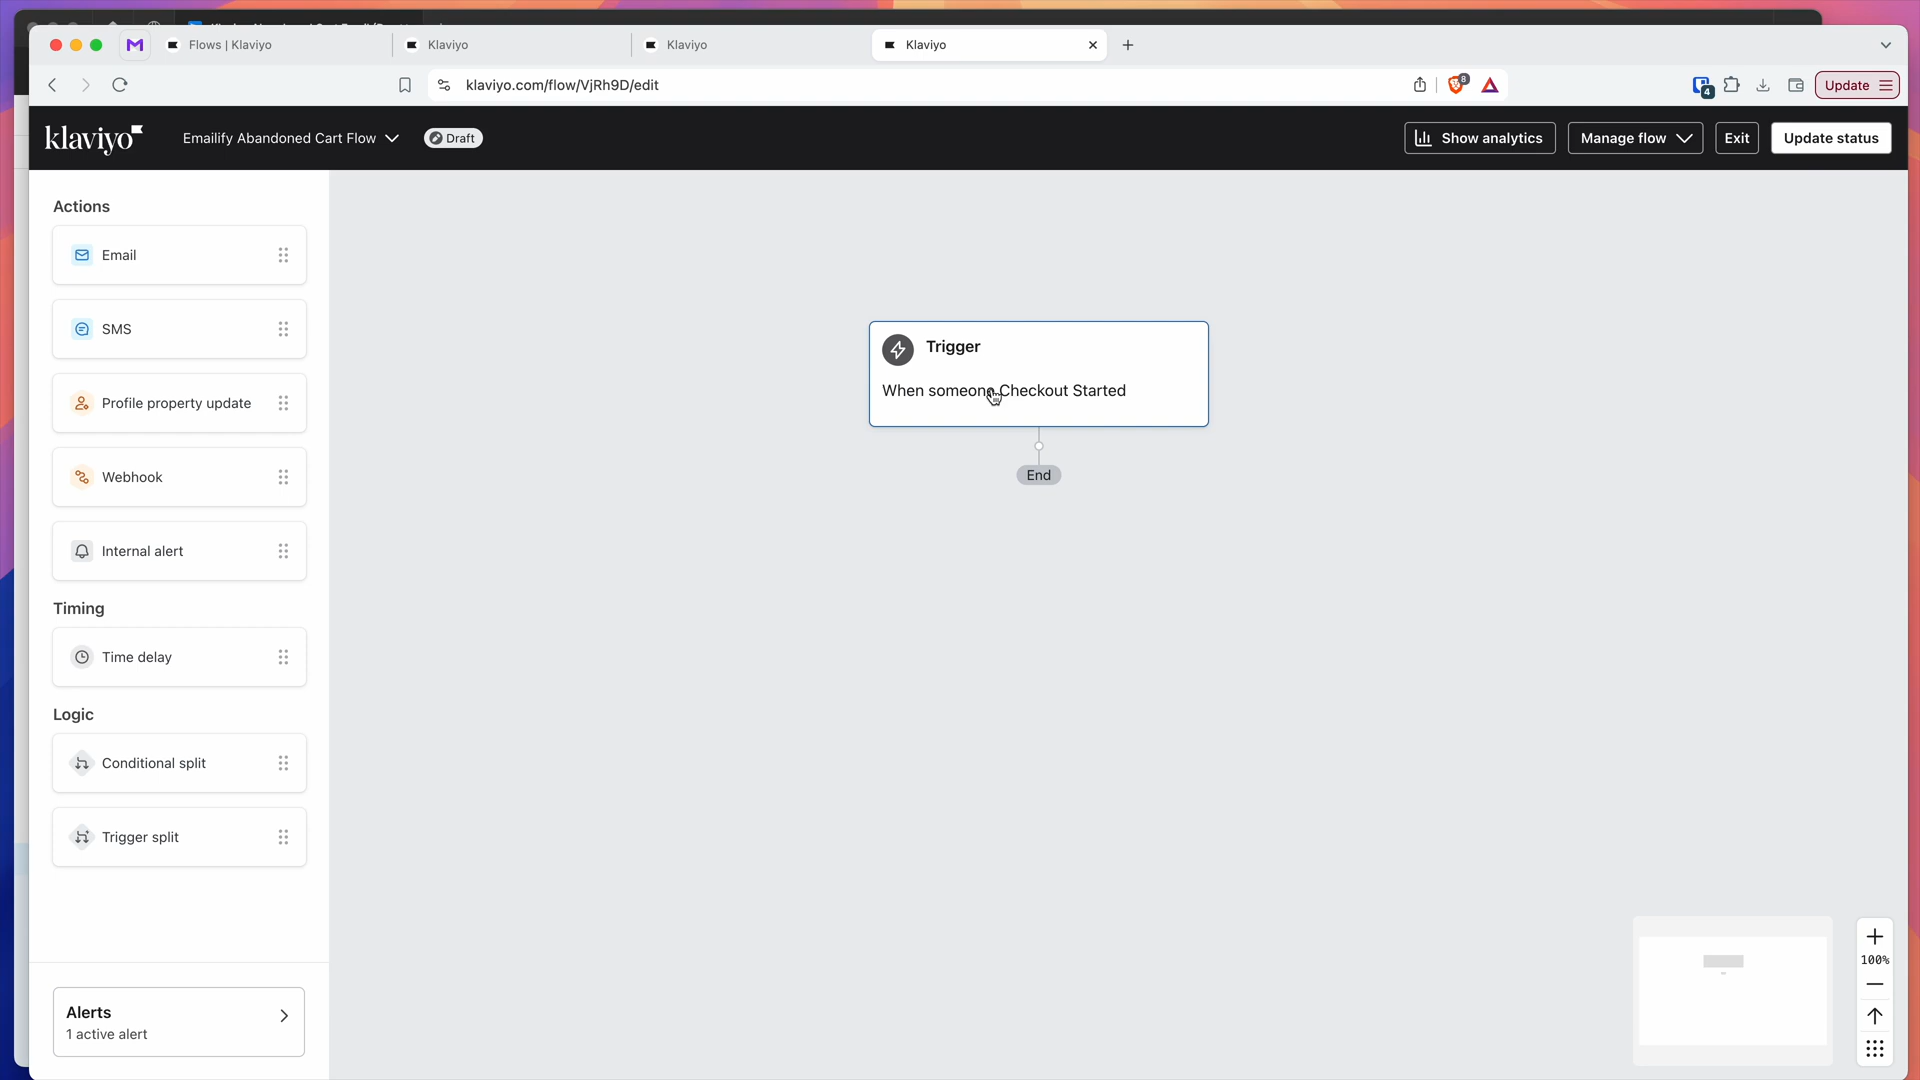 Flows | Klaviyo
Klaviyo
Klaviyo
Klaviyo
klaviyo.com/flow/VjRh9D/edit
8
4
Update
klaviyo
Emailify Abandoned Cart Flow
Draft
Show analytics
Manage flow
Exit
Update status
Actions
Email
SMS
Profile property update
Webhook
Internal alert
Timing
Time delay
Logic
Conditional split
Trigger split
Alerts
1 active alert
Trigger
When someone Checkout Started
End
100%